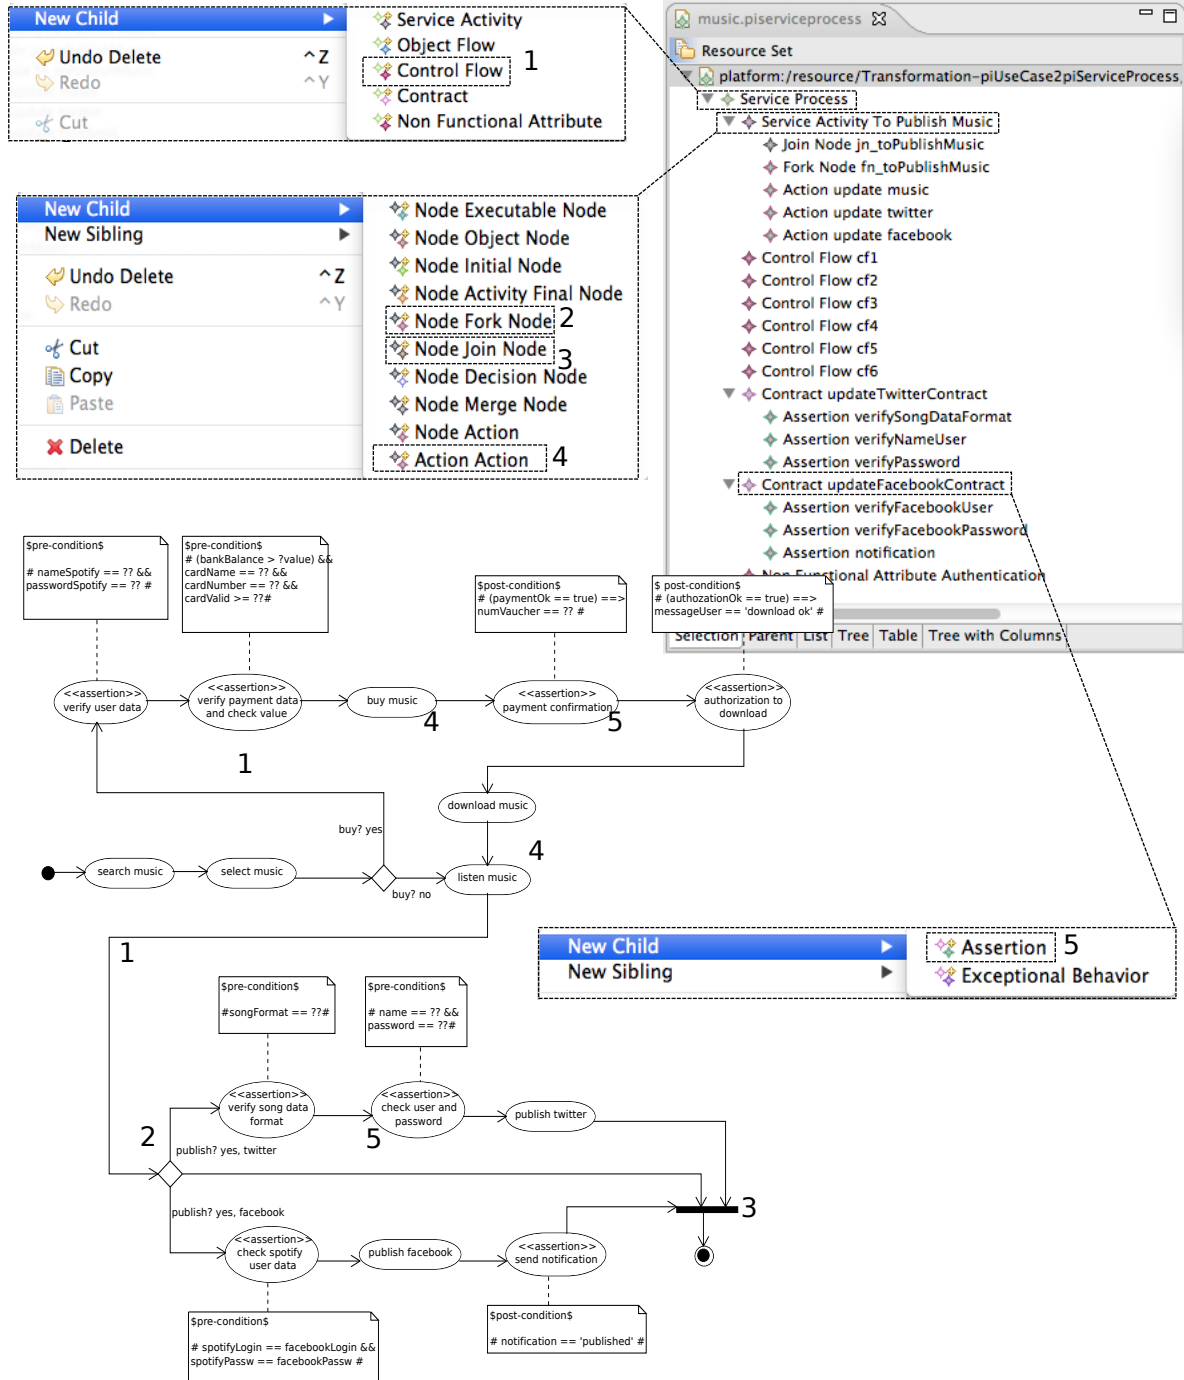 New Child
Undo Delete ^Z
Redo ^Y
Cut
Service Activity
Object Flow
Control Flow
Contract
Non Functional Attribute
1
music.piserviceprocess
Resource Set
platform:/resource/Transformation-piUseCase2piServiceProcess
Service Process
Service Activity To Publish Music
Join Node jn_toPublishMusic
Fork Node fn_toPublishMusic
Action update music
Action update twitter
Action update facebook
Control Flow cf1
Control Flow cf2
Control Flow cf3
Control Flow cf4
Control Flow cf5
Control Flow cf6
Contract updateTwitterContract
Assertion verifySongDataFormat
Assertion verifyNameUser
Assertion verifyPassword
Contract updateFacebookContract
Assertion verifyFacebookUser
Assertion verifyFacebookPassword
Assertion notification
Non Functional Attribute Authentication
Selection Parent List Tree Table Tree with Columns
New Child
New Sibling
Undo Delete ^Z
Redo ^Y
Cut
Copy
Paste
Delete
Node Executable Node
Node Object Node
Node Initial Node
Node Activity Final Node
Node Fork Node
2
Node Join Node
3
Node Decision Node
Node Merge Node
Node Action
Action Action
4
$pre-condition$
# nameSpotify == ?? &&
passwordSpotify == ?? #
$pre-condition$
# (bankBalance > ?value) &&
cardName == ?? &&
cardNumber == ?? &&
cardValid >= ??#
$post-condition$
# (paymtOk == true) ==>
numVaucher == ?? #
$ post-condition$
# (authozationOk == true) ==>
messageUser == 'download ok' #
<<assertion>>
verify user data
<<assertion>>
verify payment data
and check value
buy music
4
<<assertion>>
payment confirmation
5
<<assertion>>
authorization to
download
1
download music
buy? yes
4
search music
select music
listen music
buy? no
1
New Child
New Sibling
Assertion
5
Exceptional Behavior
$pre-condition$
#songFormat == ??#
$pre-condition$
# name == ?? &&
password == ??#
<<assertion>>
verify song data
format
<<assertion>>
check user and
password
5
publish twitter
2
publish? yes, twitter
publish? yes, facebook
3
<<assertion>>
check spotify
user data
publish facebook
<<assertion>>
send notification
$pre-condition$
# spotifyLogin == facebookLogin &&
spotifyPassw == facebookPassw #
$post-condition$
# notification == 'published' #